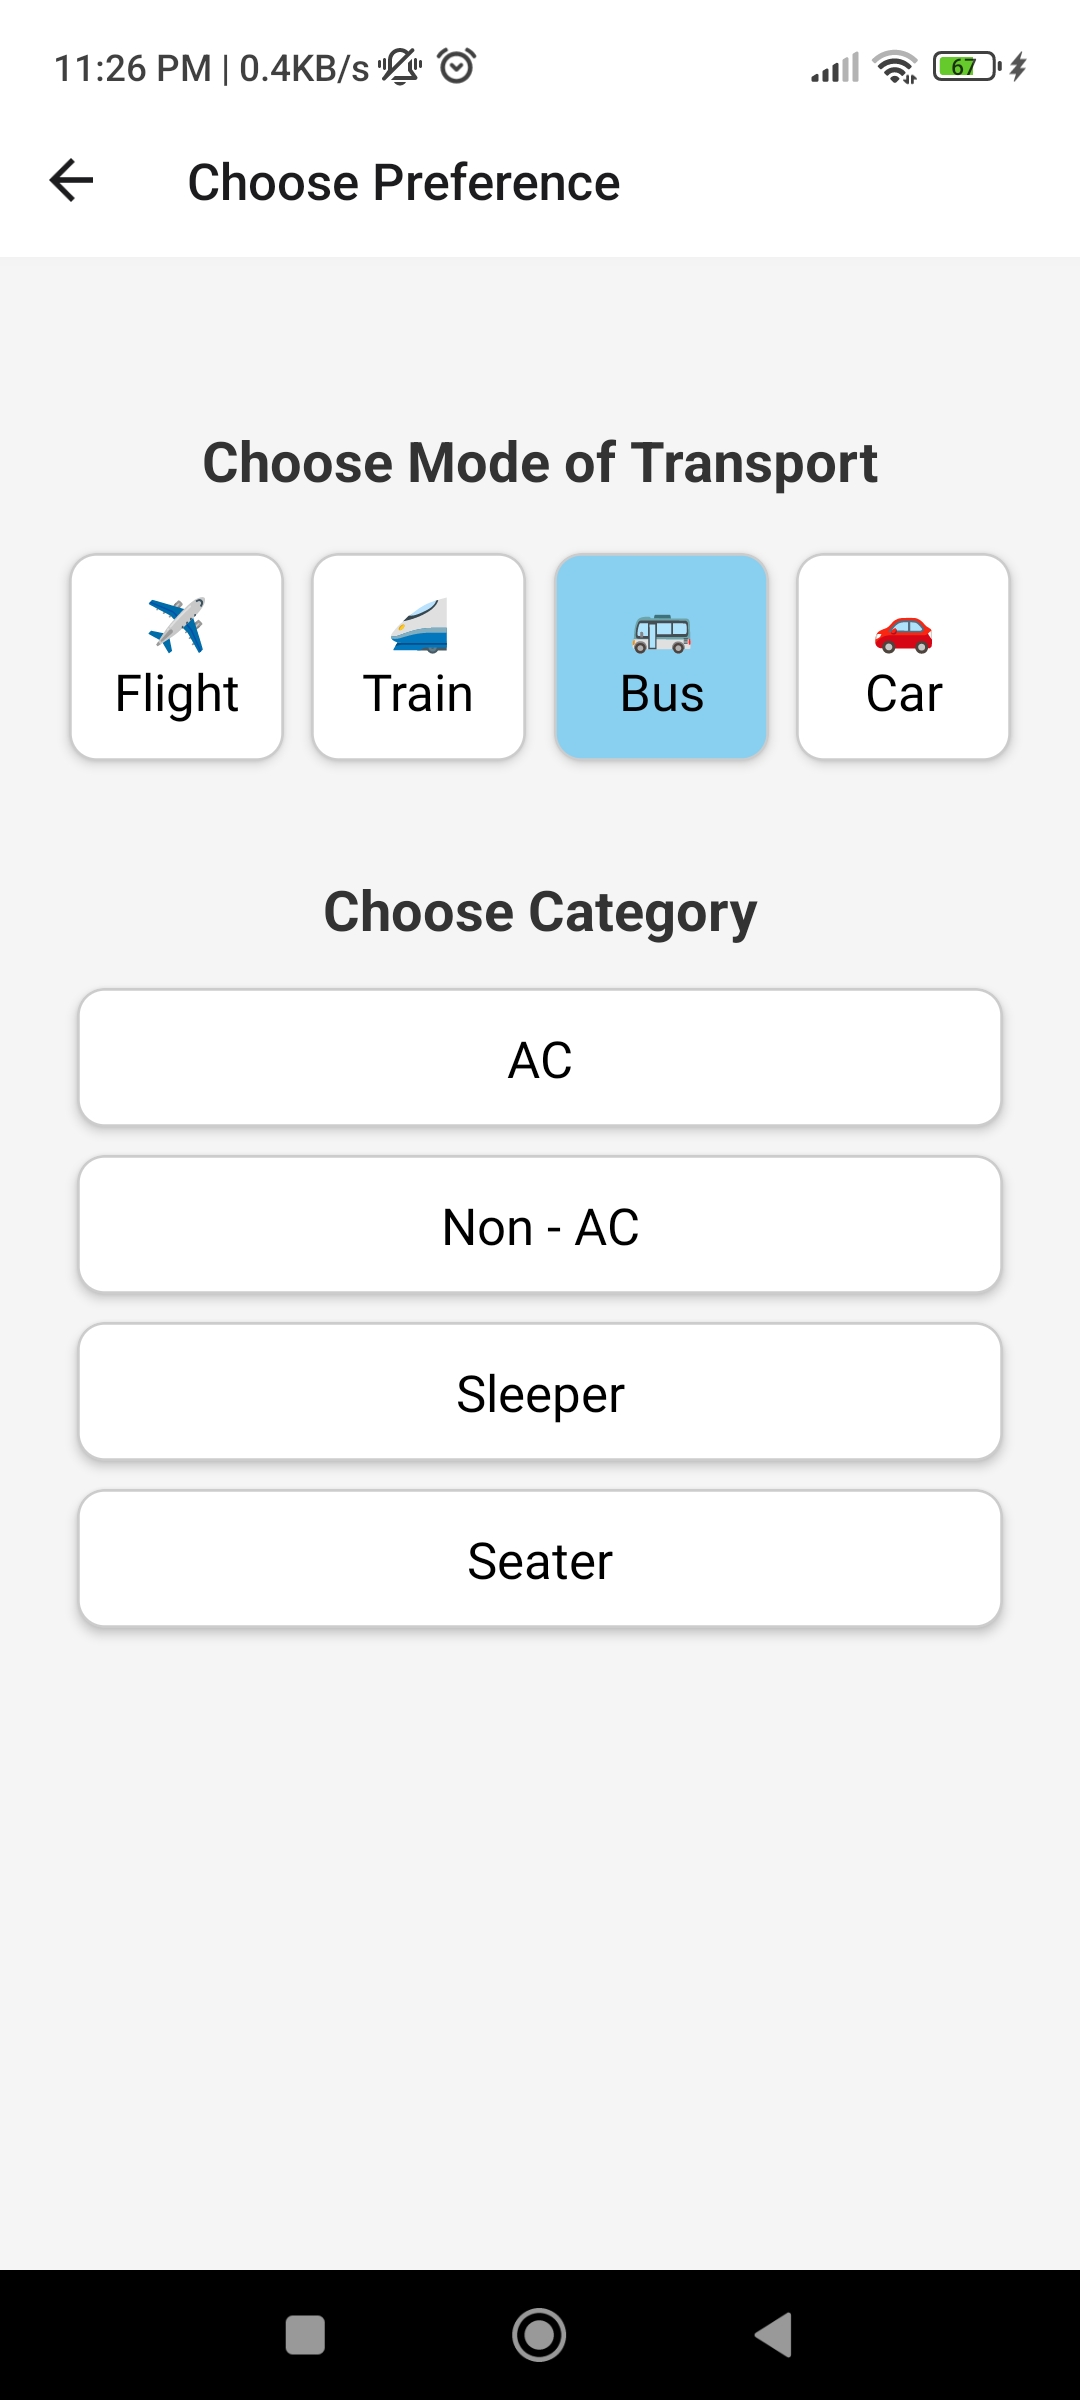 11:26 PM | 0.4KB/s
67
Choose Preference
Choose Mode of Transport
Flight
Train
Bus
Car
Choose Category
AC
Non - AC
Sleeper
Seater